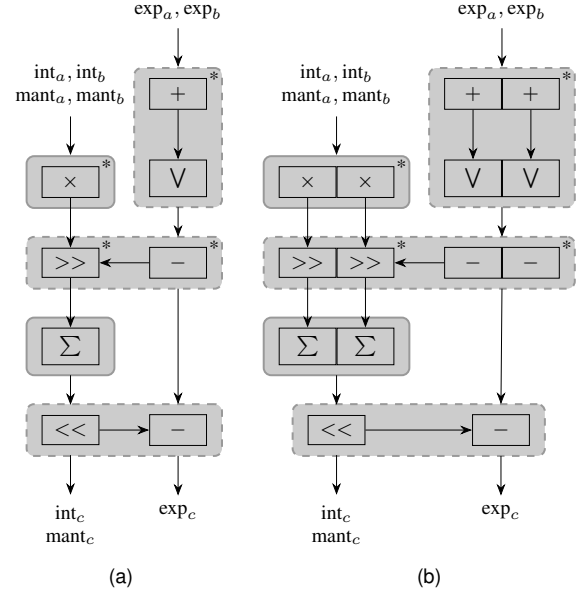 exp_a, exp_b
int_a, int_b
mant_a, mant_b
*
+
V
*
×
*
>>
*
−
Σ
<<
−
int_c
mant_c
exp_c
(a)
exp_a, exp_b
int_a, int_b
mant_a, mant_b
*
+ +
V V
*
× ×
*
>> >>
*
− −
Σ Σ
<<
−
int_c
mant_c
exp_c
(b)